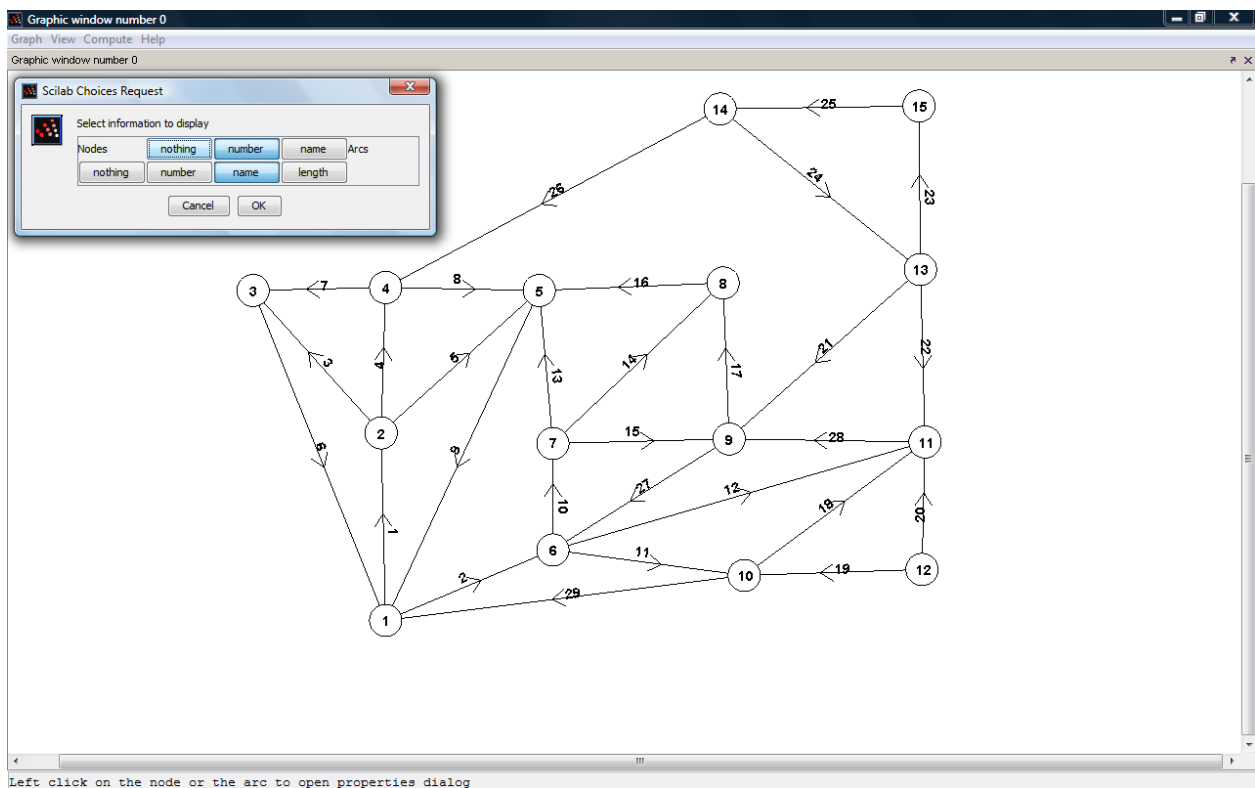 Graphic window number 0
Graph View Compute Help
Graphic window number 0
Scilab Choices Request
Select information to display
Nodes nothing number name Arcs
nothing number name length
Cancel OK
14 25 15
26 24 23
13
3 7 4 8 5 16 8
3 4 5 13 14 17 21 22
2 7 15 9 28 11
6 1 9 10 27 12 18 20
6 11 10 19 12
2 29
1
Left click on the node or the arc to open properties dialog